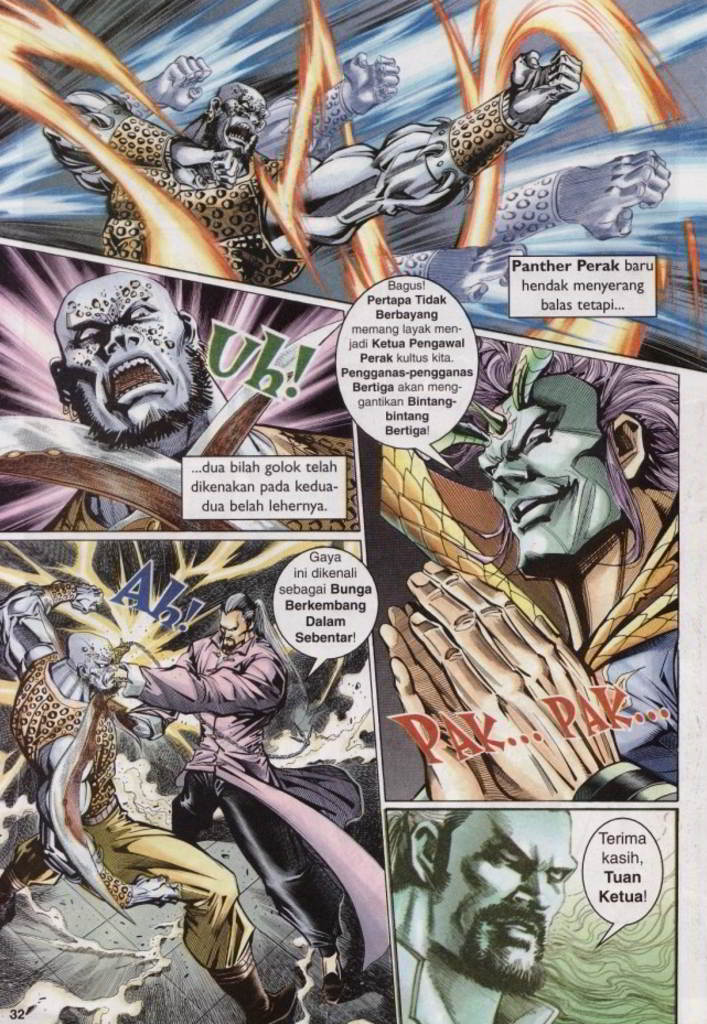 Panther Perak baru
hendak menyerang
balas tetapi...
Uh!
...dua bilah golok telah
dikenakan pada kedua-
dua belah lehernya.
Bagus!
Pertapa Tidak
Berbayang
memang layak men-
jadi Ketua Pengawal
Perak kultus kita.
Pengganas-pengganas
Bertiga akan meng-
gantikan Bintang-
bintang
Bertiga!
PAK... PAK...
Ah!
Gaya
ini dikenali
sebagai Bunga
Berkembang
Dalam
Sebentar!
Terima
kasih,
Tuan
Ketua!
32